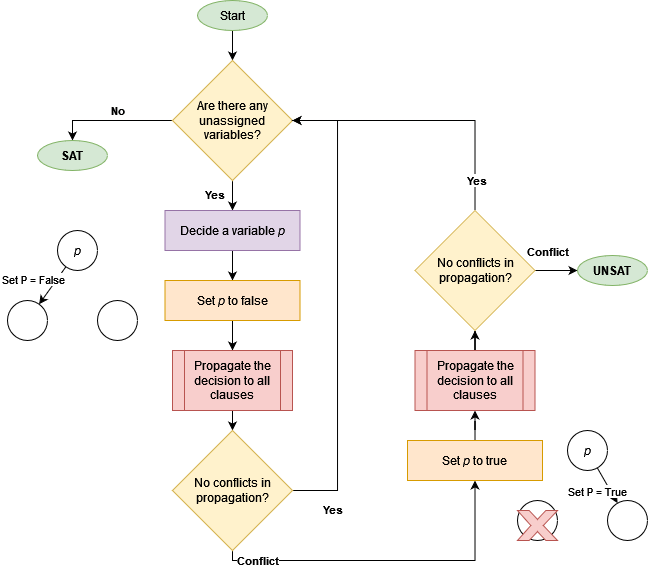 Start
Are there any
unassigned
variables?
No
SAT
Yes
Decide a variable p
Set p to false
Propagate the
decision to all
clauses
No conflicts in
propagation?
Yes
Conflict
Set p to true
Propagate the
decision to all
clauses
No conflicts in
propagation?
Yes
Conflict
UNSAT
p
Set P = False
p
Set P = True